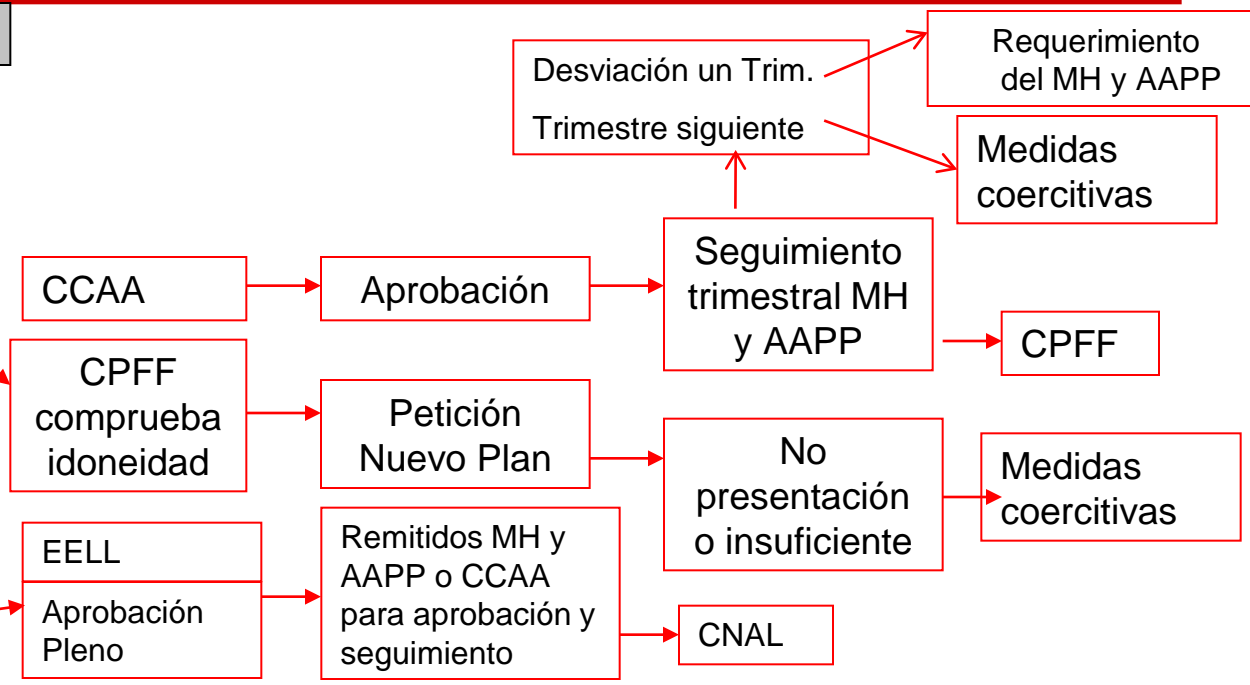 Desviación un Trim.
Trimestre siguiente
Requerimiento
del MH y AAPP
Medidas
coercitivas
CCAA
Aprobación
Seguimiento
trimestral MH
y AAPP
CPFF
CPFF
comprueba
idoneidad
Petición
Nuevo Plan
No
presentación
o insuficiente
Medidas
coercitivas
EELL
Aprobación
Pleno
Remitidos MH y
AAPP o CCAA
para aprobación y
seguimiento
CNAL